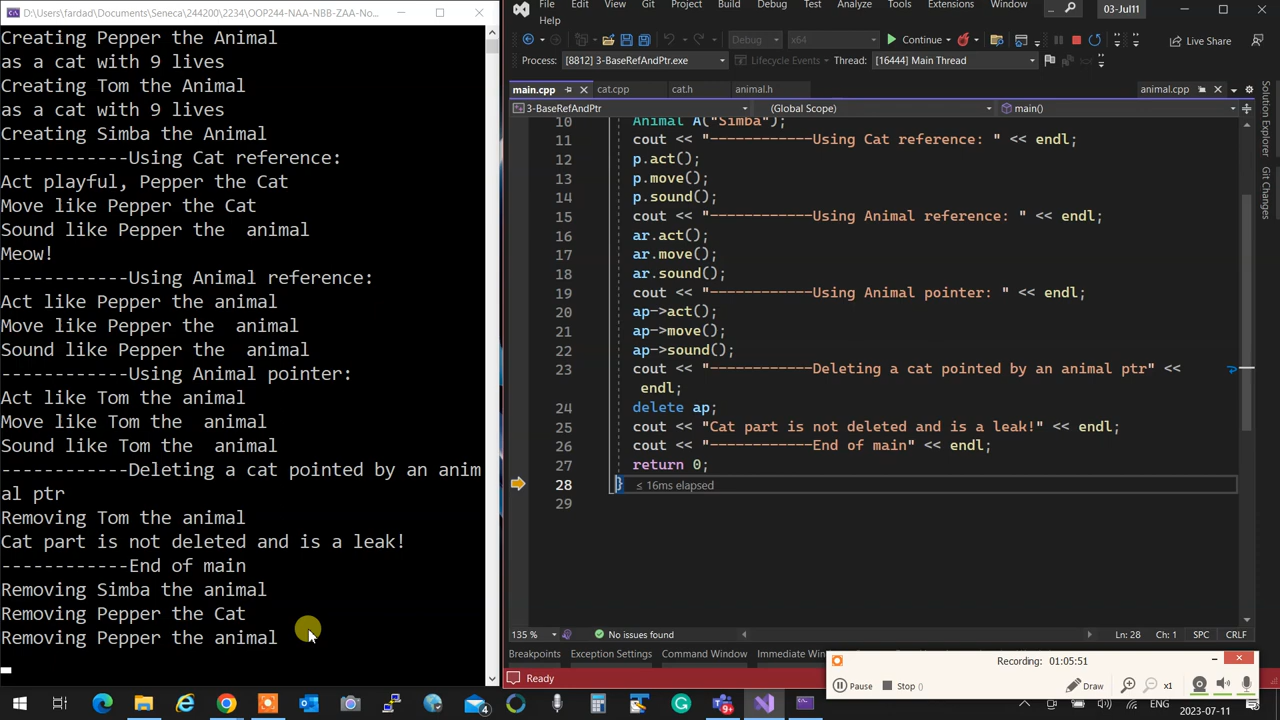 D:\Users\fardad\Documents\Seneca\244200\2234\OOP244-NAA-NBB-ZAA-No...
Creating Pepper the Animal
as a cat with 9 lives
Creating Tom the Animal
as a cat with 9 lives
Creating Simba the Animal
------------Using Cat reference:
Act playful, Pepper the Cat
Move like Pepper the Cat
Sound like Pepper the  animal
Meow!
------------Using Animal reference:
Act like Pepper the animal
Move like Pepper the  animal
Sound like Pepper the  animal
------------Using Animal pointer:
Act like Tom the animal
Move like Tom the  animal
Sound like Tom the  animal
------------Deleting a cat pointed by an anim
al ptr
Removing Tom the animal
Cat part is not deleted and is a leak!
------------End of main
Removing Simba the animal
Removing Pepper the Cat
Removing Pepper the animal
File Edit View Git Project Build Debug Test Analyze Tools Extensions Window 03-Jul11
Help
Debug x64 Continue Live Share
Process: [8812] 3-BaseRefAndPtr.exe Lifecycle Events Thread: [16444] Main Thread
main.cpp cat.cpp cat.h animal.h animal.cpp
3-BaseRefAndPtr (Global Scope) main()
10 Animal A("Simba");
11 cout << "------------Using Cat reference: " << endl;
12 p.act();
13 p.move();
14 p.sound();
15 cout << "------------Using Animal reference: " << endl;
16 ar.act();
17 ar.move();
18 ar.sound();
19 cout << "------------Using Animal pointer: " << endl;
20 ap->act();
21 ap->move();
22 ap->sound();
23 cout << "------------Deleting a cat pointed by an animal ptr" <<
endl;
24 delete ap;
25 cout << "Cat part is not deleted and is a leak!" << endl;
26 cout << "------------End of main" << endl;
27 return 0;
28 } ≤ 16ms elapsed
29
Solution Explorer
Git Changes
135 % No issues found Ln: 28 Ch: 1 SPC CRLF
Breakpoints Exception Settings Command Window Immediate Win
Ready
Recording: 01:05:51
Pause Stop () Draw x1
ENG 2023-07-11